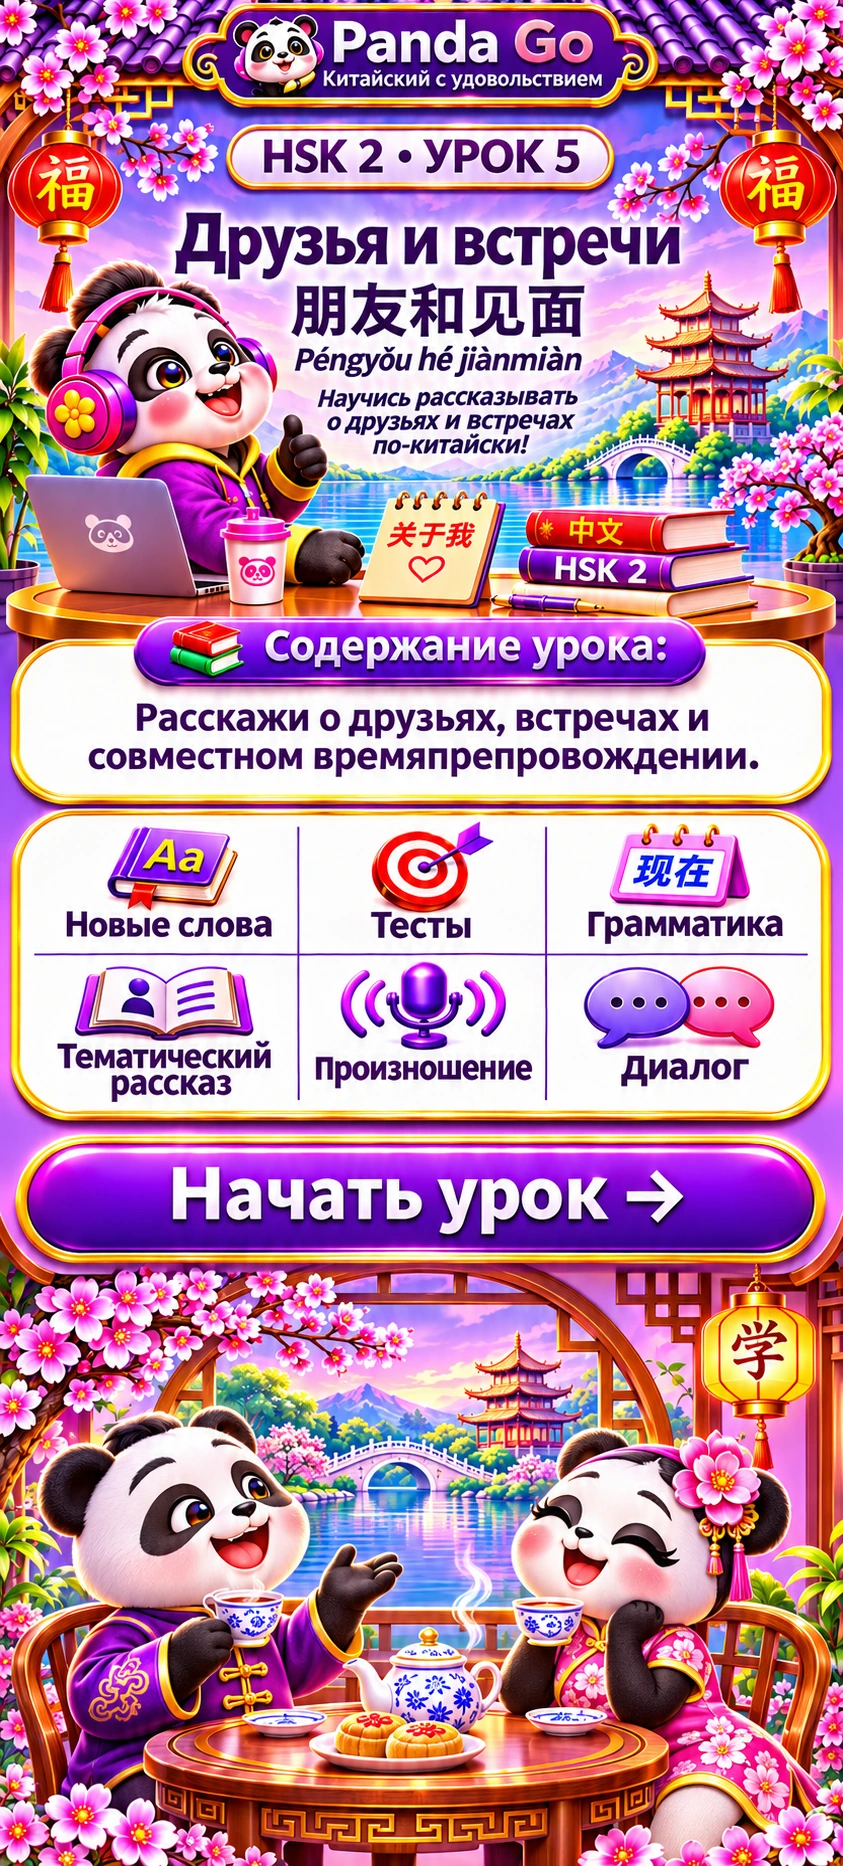 Panda Go
Китайский с удовольствием
HSK 2 • УРОК 5
福
福
Друзья и встречи
朋友和见面
Péngyǒu hé jiànmiàn
Научись рассказывать
о друзьях и встречах
по-китайски!
关于我
中文
HSK 2
Содержание урока:
Расскажи о друзьях, встречах и
совместном времяпрепровождении.
Aa
Новые слова
Тесты
现在
Грамматика
Тематический
рассказ
Произношение
Диалог
Начать урок →
学